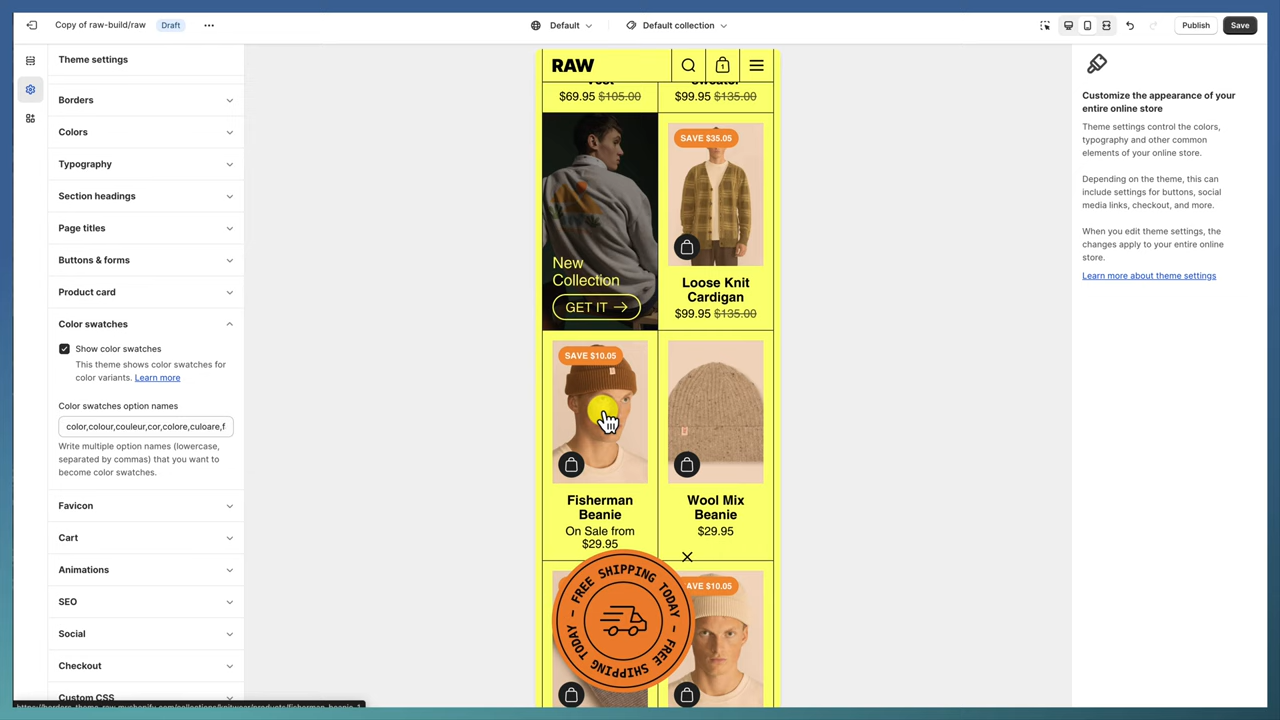 Copy of raw-build/raw
Draft
Default
Default collection
Publish
Save
Theme settings
Borders
Colors
Typography
Section headings
Page titles
Buttons & forms
Product card
Color swatches
Show color swatches
This theme shows color swatches for
color variants. Learn more
Color swatches option names
color,colour,couleur,cor,colore,culoare,f
Write multiple option names (lowercase,
separated by commas) that you want to
become color swatches.
Favicon
Cart
Animations
SEO
Social
Checkout
Custom CSS
RAW
1
$69.95 $105.00
$99.95 $135.00
New
Collection
GET IT
SAVE $35.05
Loose Knit
Cardigan
$99.95 $135.00
SAVE $10.05
Fisherman
Beanie
On Sale from
$29.95
Wool Mix
Beanie
$29.95
FREE SHIPPING TODAY – FREE SHIPPING TODAY –
AVE $10.05
Customize the appearance of your
entire online store
Theme settings control the colors,
typography and other common
elements of your online store.
Depending on the theme, this can
include settings for buttons, social
media links, checkout, and more.
When you edit theme settings, the
changes apply to your entire online
store.
Learn more about theme settings